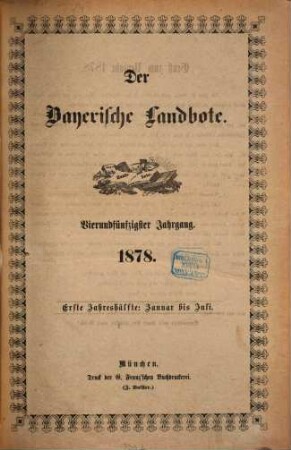 Der
Bayerische Landbote.
Vierundfünfzigster Jahrgang.
1878.
Erste Jahreshälfte: Januar bis Juli.
München.
Druck der G. Franz'schen Buchdruckerei.